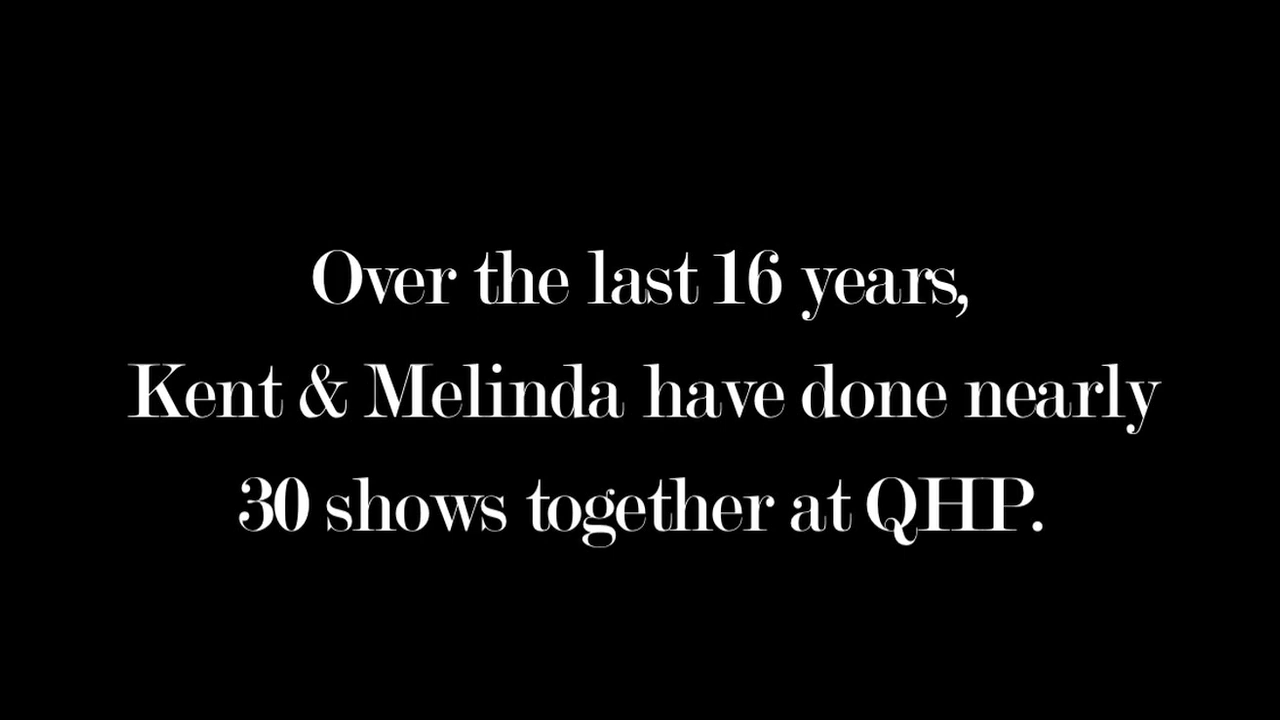 Over the last 16 years,
Kent & Melinda have done nearly
30 shows together at QHP.